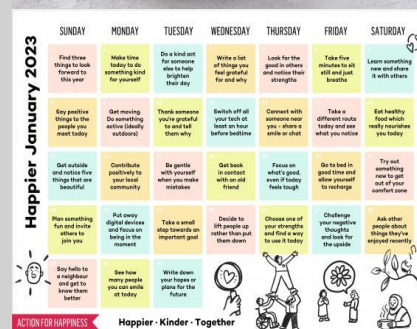 Happier January 2023
SUNDAY MONDAY TUESDAY WEDNESDAY THURSDAY FRIDAY SATURDAY
Find three
things to look
forward to
this year
Make time
today to do
something kind
for yourself
Do a kind act
for someone
else to help
brighten
their day
Write a list
of things you
feel grateful
for and why
Look for the
good in others
and notice their
strengths
Take five
minutes to sit
still and just
breathe
Learn something
new and share
it with others
Say positive
things to the
people you
meet today
Get moving.
Do something
active (ideally
outdoors)
Thank someone
you're grateful
to and tell
them why
Switch off all
your tech at
least an hour
before bedtime
Connect with
someone near
you - share a
smile or chat
Take a
different route
today and see
what you notice
Eat healthy
food which
really nourishes
you today
Get outside
and notice five
things that are
beautiful
Contribute
positively to
your local
community
Be gentle
with yourself
when you
make
mistakes
Get back
in contact
with an old
friend
Focus on
what's good,
even if today
feels tough
Go to bed in
good time and
allow yourself
to recharge
Try out
something
new to get
out of your
comfort zone
Plan something
fun and invite
others to
join you
Put away
digital devices
and focus on
being in the
moment
Take a small
step towards an
important goal
Decide to
lift people up
rather than put
them down
Choose one of
your strengths
and find a way
to use it today
Challenge
your negative
thoughts
and look for
the upside
Ask other
people about
things they've
enjoyed recently
Say hello to
a neighbour
and get to
know them
better
See how
many people
you can smile
at today
Write down
your hopes or
plans for the
future
ACTION FOR HAPPINESS
Happier · Kinder · Together